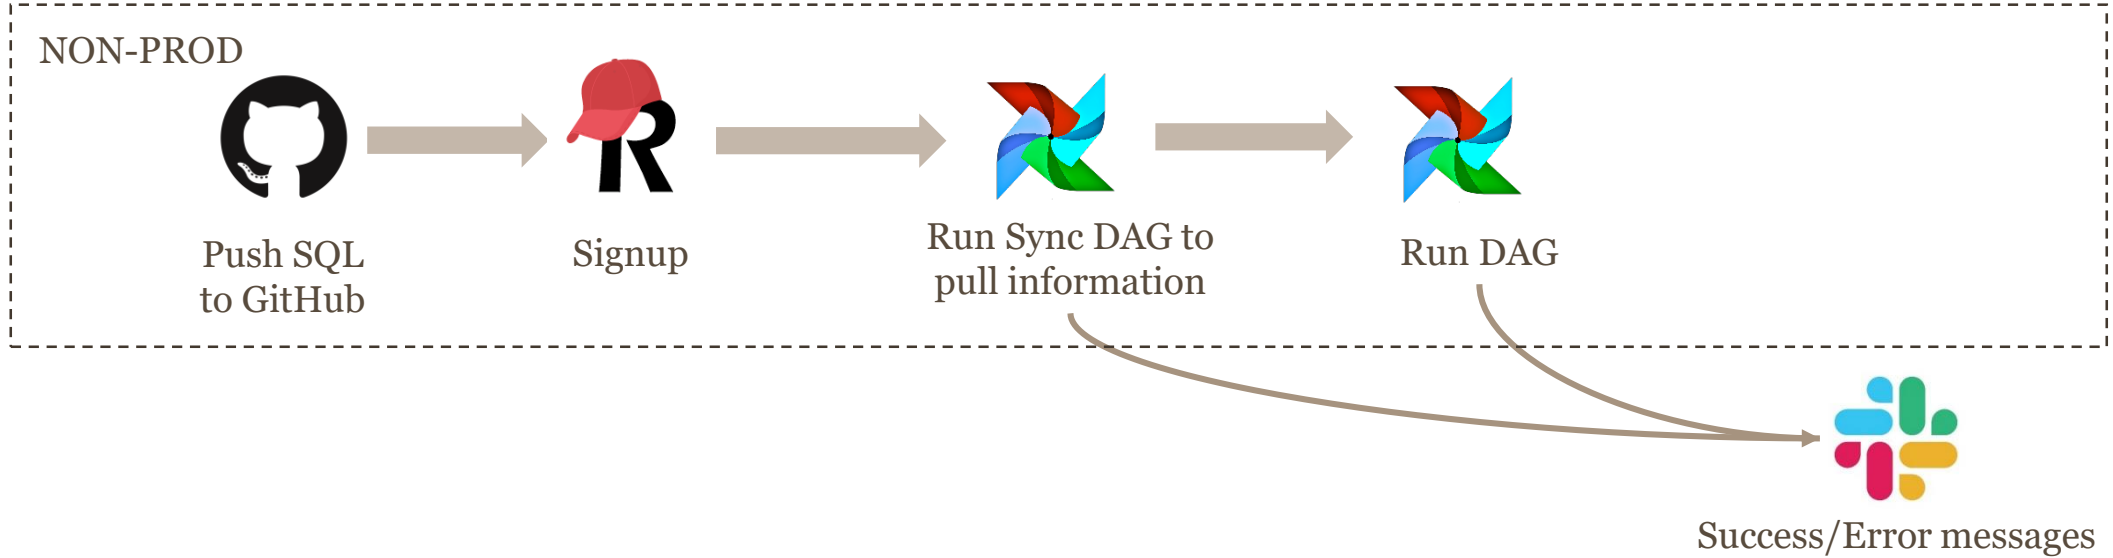 NON-PROD
Push SQL
to GitHub
R
Signup
Run Sync DAG to
pull information
Run DAG
Success/Error messages